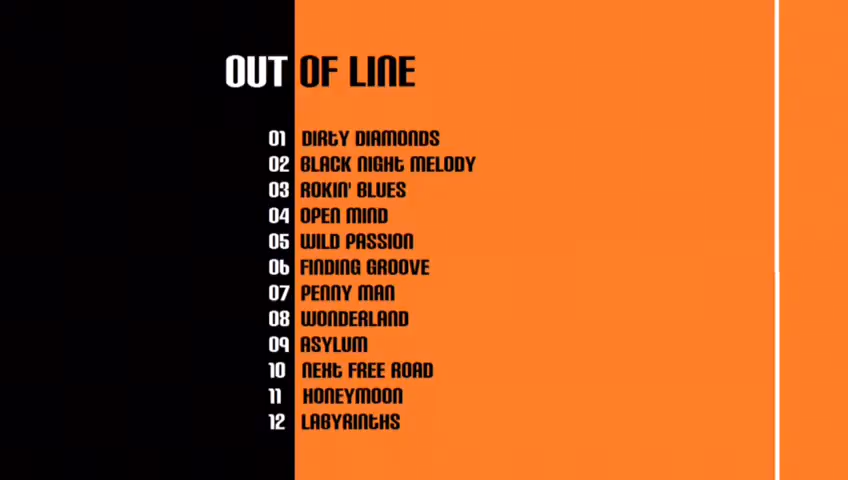 OUT OF LINE
01 DIRTY DIAMONDS
02 BLACK NIGHT MELODY
03 ROKIN' BLUES
04 OPEN MIND
05 WILD PASSION
06 FINDING GROOVE
07 PENNY MAN
08 WONDERLAND
09 ASYLUM
10 NEXT FREE ROAD
11 HONEYMOON
12 LABYRINTHS